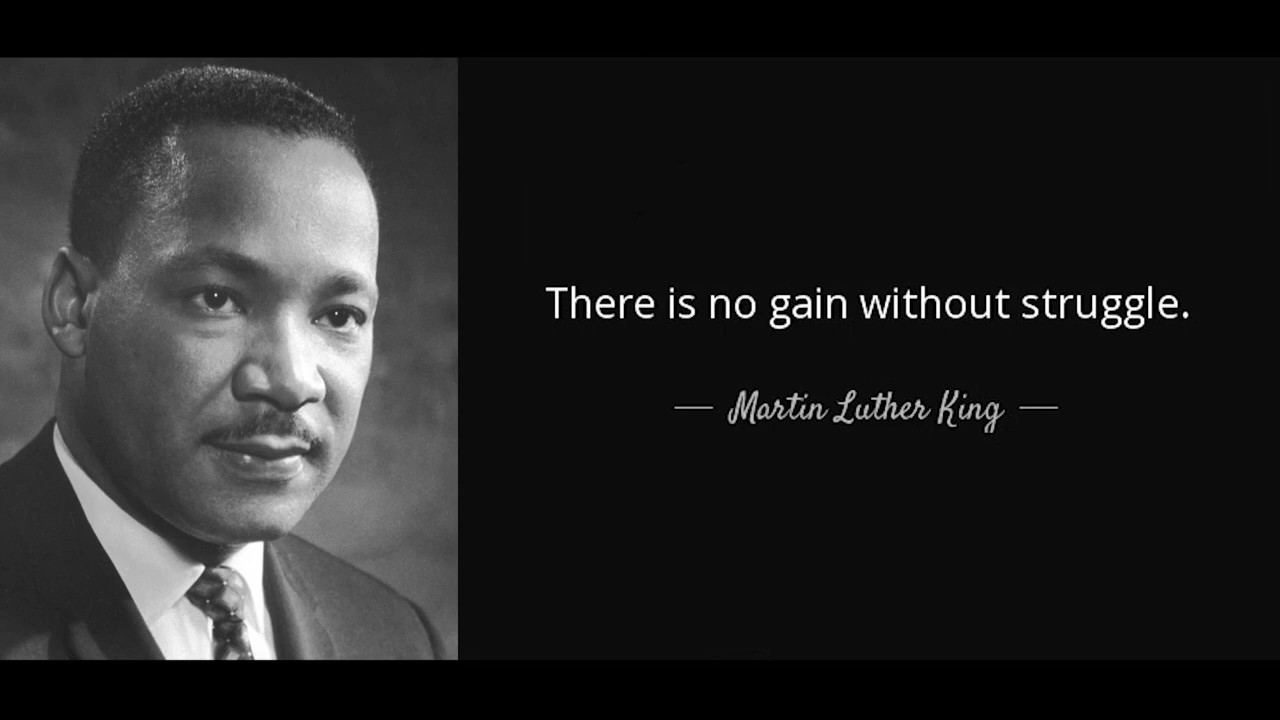 There is no gain without struggle.
— Martin Luther King —